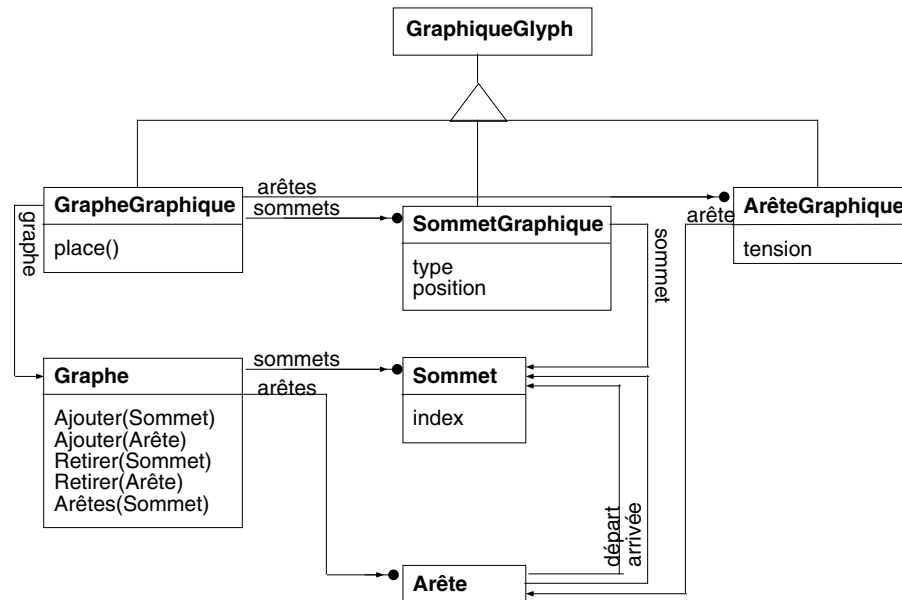 GraphiqueGlyph
GrapheGraphique
place()
arêtes
sommets
SommetGraphique
type
position
arête
ArêteGraphique
tension
graphe
sommet
Graphe
Ajouter(Sommet)
Ajouter(Arête)
Retirer(Sommet)
Retirer(Arête)
Arêtes(Sommet)
sommets
arêtes
Sommet
index
départ
arrivée
Arête